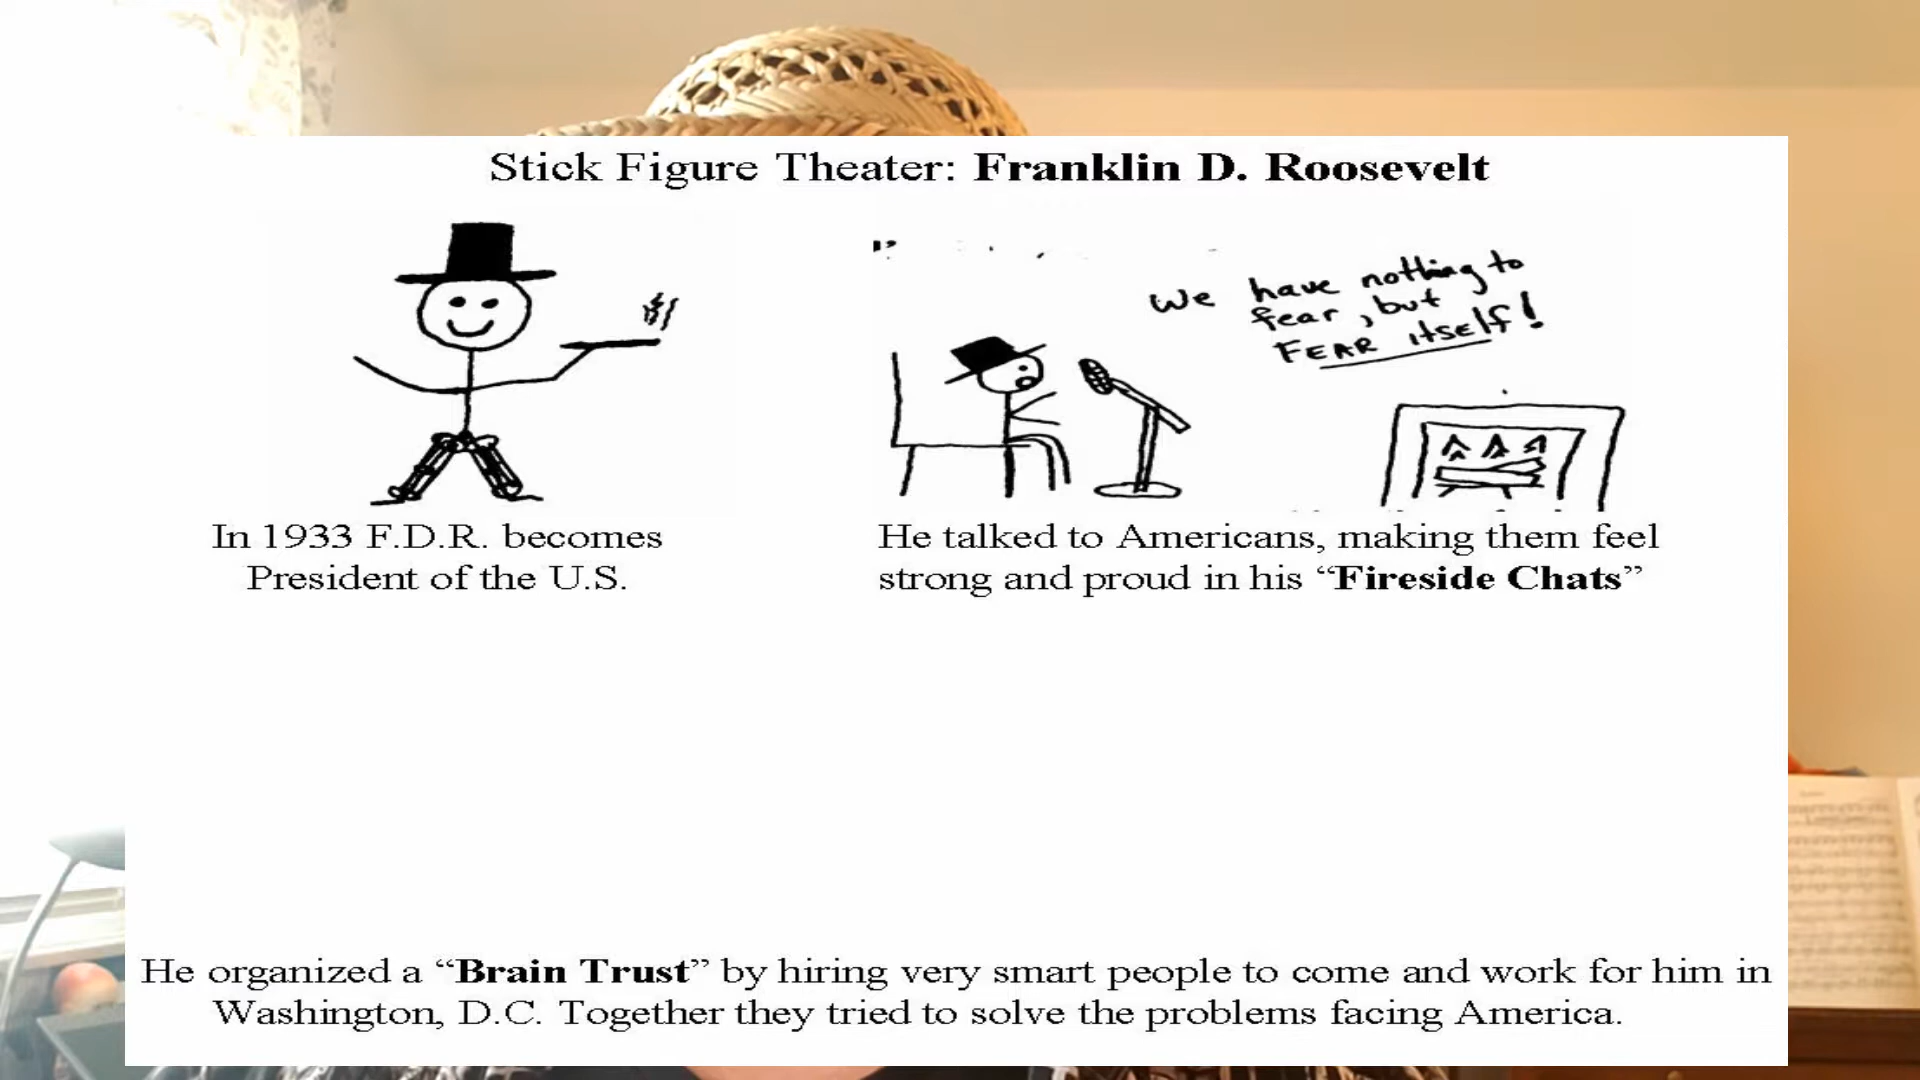 Stick Figure Theater: Franklin D. Roosevelt
We have nothing to
fear, but
FEAR itself!
In 1933 F.D.R. becomes
President of the U.S.
He talked to Americans, making them feel
strong and proud in his “Fireside Chats”
He organized a “Brain Trust” by hiring very smart people to come and work for him in
Washington, D.C. Together they tried to solve the problems facing America.